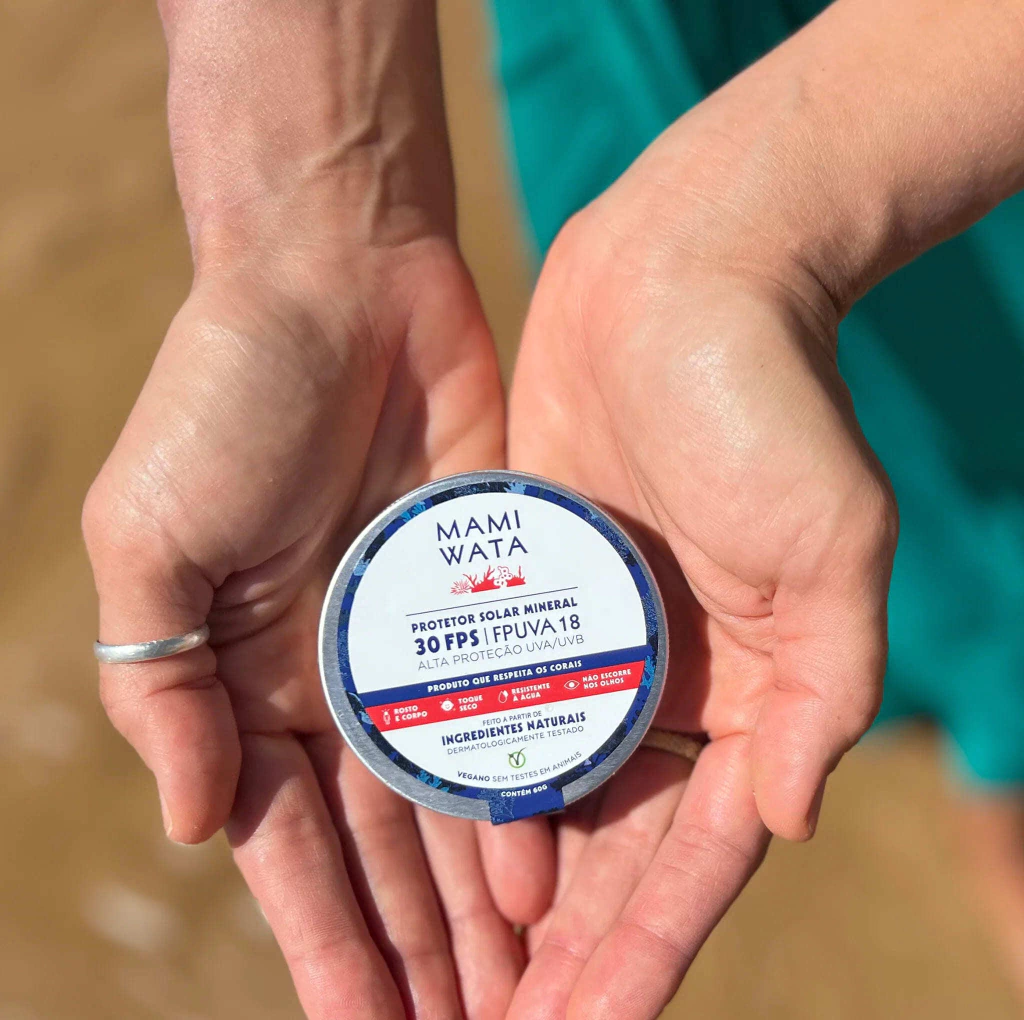 MAMI
WATA
PROTETOR SOLAR MINERAL
30 FPS | FPUVA 18
ALTA PROTEÇÃO UVA/UVB
PRODUTO QUE RESPEITA OS CORAIS
ROSTO
E CORPO
TOQUE
SECO
RESISTENTE
A ÁGUA
NÃO ESCORRE
NOS OLHOS
FEITO A PARTIR DE
INGREDIENTES NATURAIS
DERMATOLOGICAMENTE TESTADO
VEGANO SEM TESTES EM ANIMAIS
CONTÉM 60G